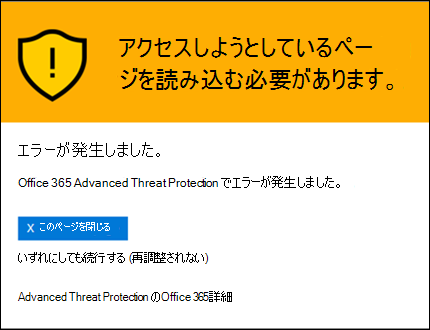 アクセスしようとしているペー
ジを読み込む必要があります。
エラーが発生しました。
Office 365 Advanced Threat Protection でエラーが発生しました。
X このページを閉じる
いずれにしても続行する (再調整されない)
Advanced Threat Protection のOffice 365詳細